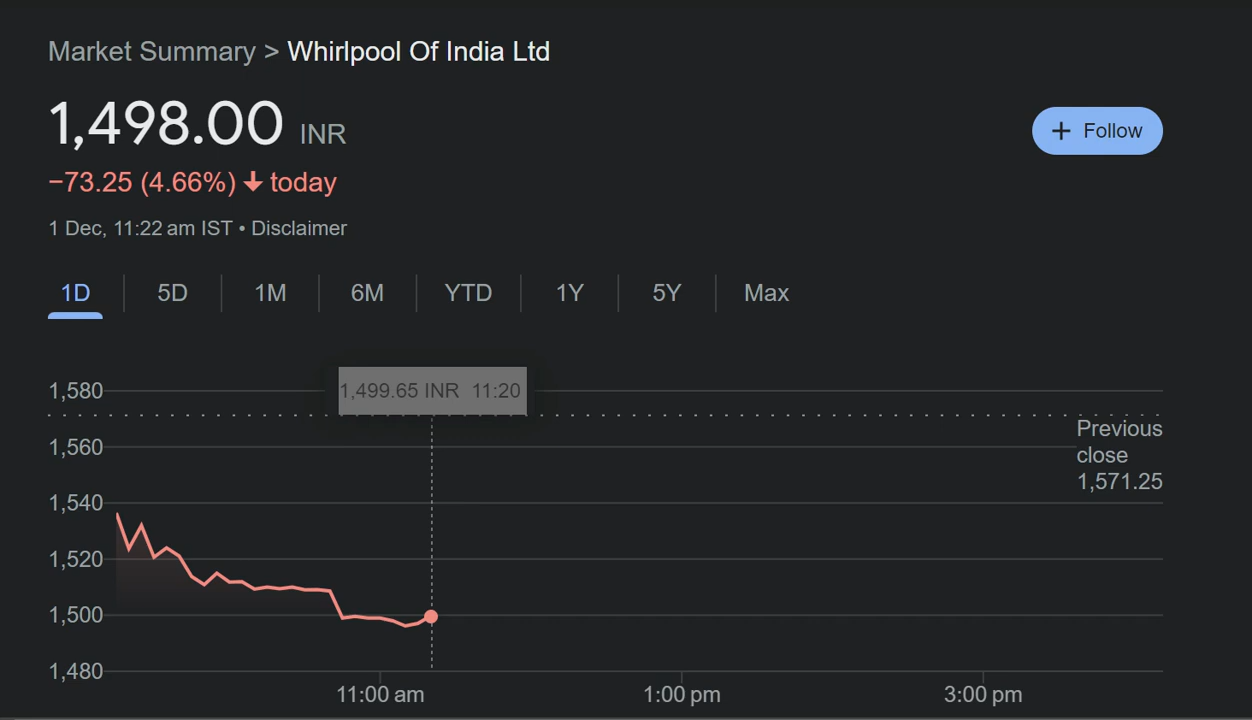 Market Summary > Whirlpool Of India Ltd
1,498.00 INR
+ Follow
−73.25 (4.66%) ↓ today
1 Dec, 11:22 am IST • Disclaimer
1D 5D 1M 6M YTD 1Y 5Y Max
1,499.65 INR 11:20
1,580
1,560
1,540
1,520
1,500
1,480
Previous
close
1,571.25
11:00 am 1:00 pm 3:00 pm